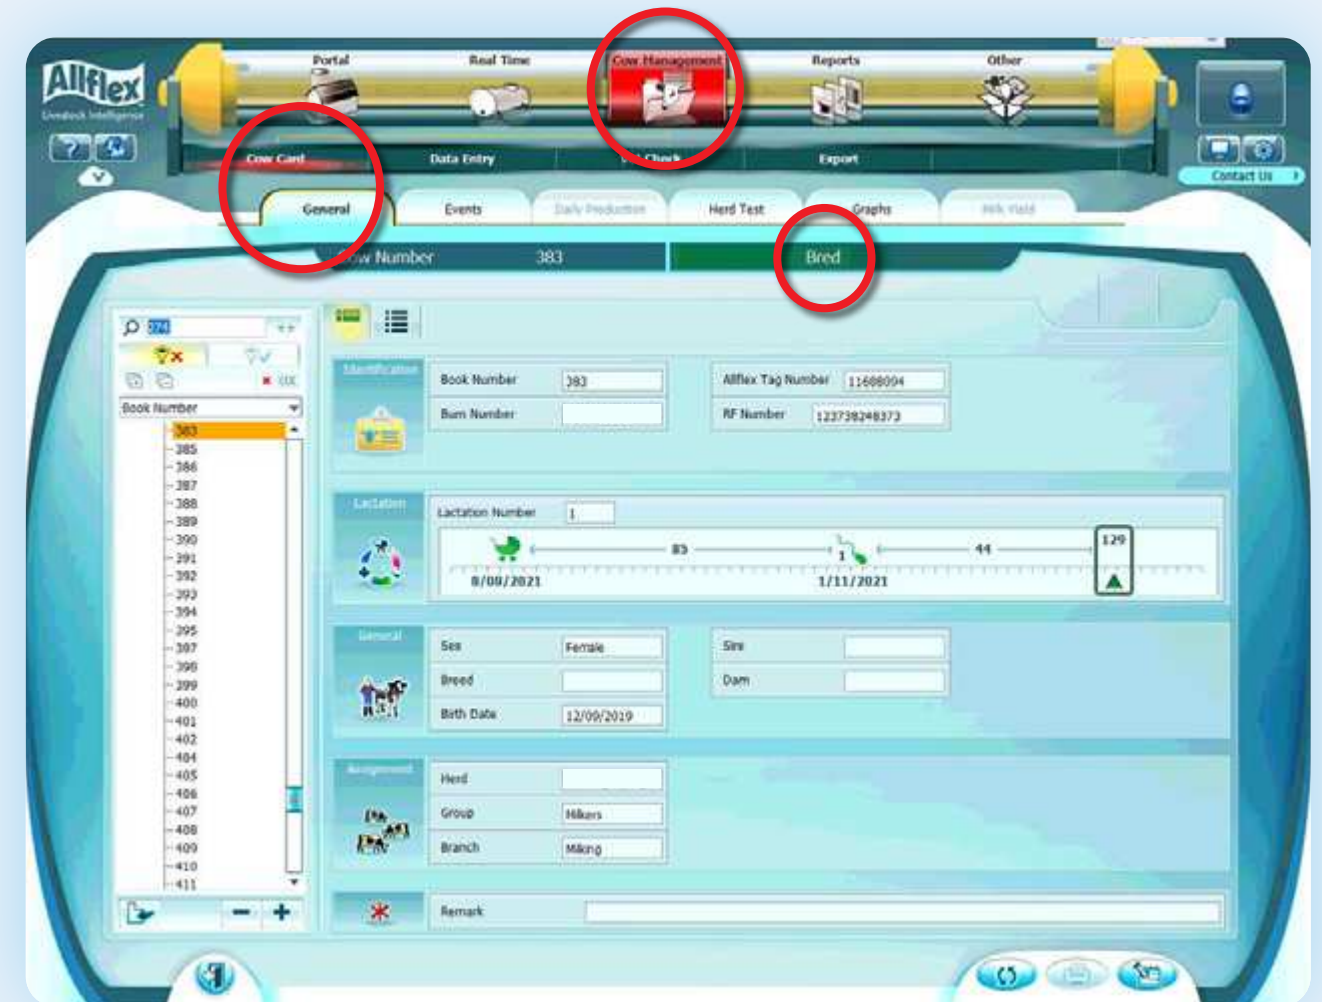 Allflex
Livestock Intelligence
Portal
Real Time
Cow Management
Reports
Other
Cow Card
Data Entry
Export
Contact Us
General
Events
Daily Production
Herd Test
Graphs
Milk Yield
Cow Number 383
Bred
Book Number
383
385
386
387
388
389
390
391
392
393
394
395
397
398
399
400
401
402
404
405
406
407
408
409
410
411
Identification
Book Number 383
Allflex Tag Number 11688094
Burn Number
RF Number 123738248373
Lactation
Lactation Number 1
85
1
44
129
8/08/2021
1/11/2021
General
Sex Female
Sire
Breed
Dam
Birth Date 12/09/2019
Assignment
Herd
Group Milkers
Branch Milking
Remark